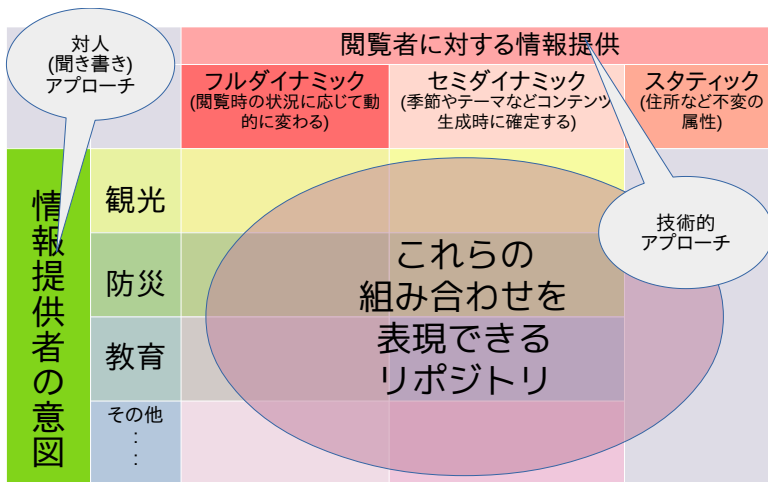 対人
(聞き書き)
アプローチ
閲覧者に対する情報提供
フルダイナミック
(閲覧時の状況に応じて動
的に変わる)
セミダイナミック
(季節やテーマなどコンテンツ
生成時に確定する)
スタティック
(住所など不変の
属性)
情報提供者の意図
観光
防災
教育
その他
:
:
これらの
組み合わせを
表現できる
リポジトリ
技術的
アプローチ